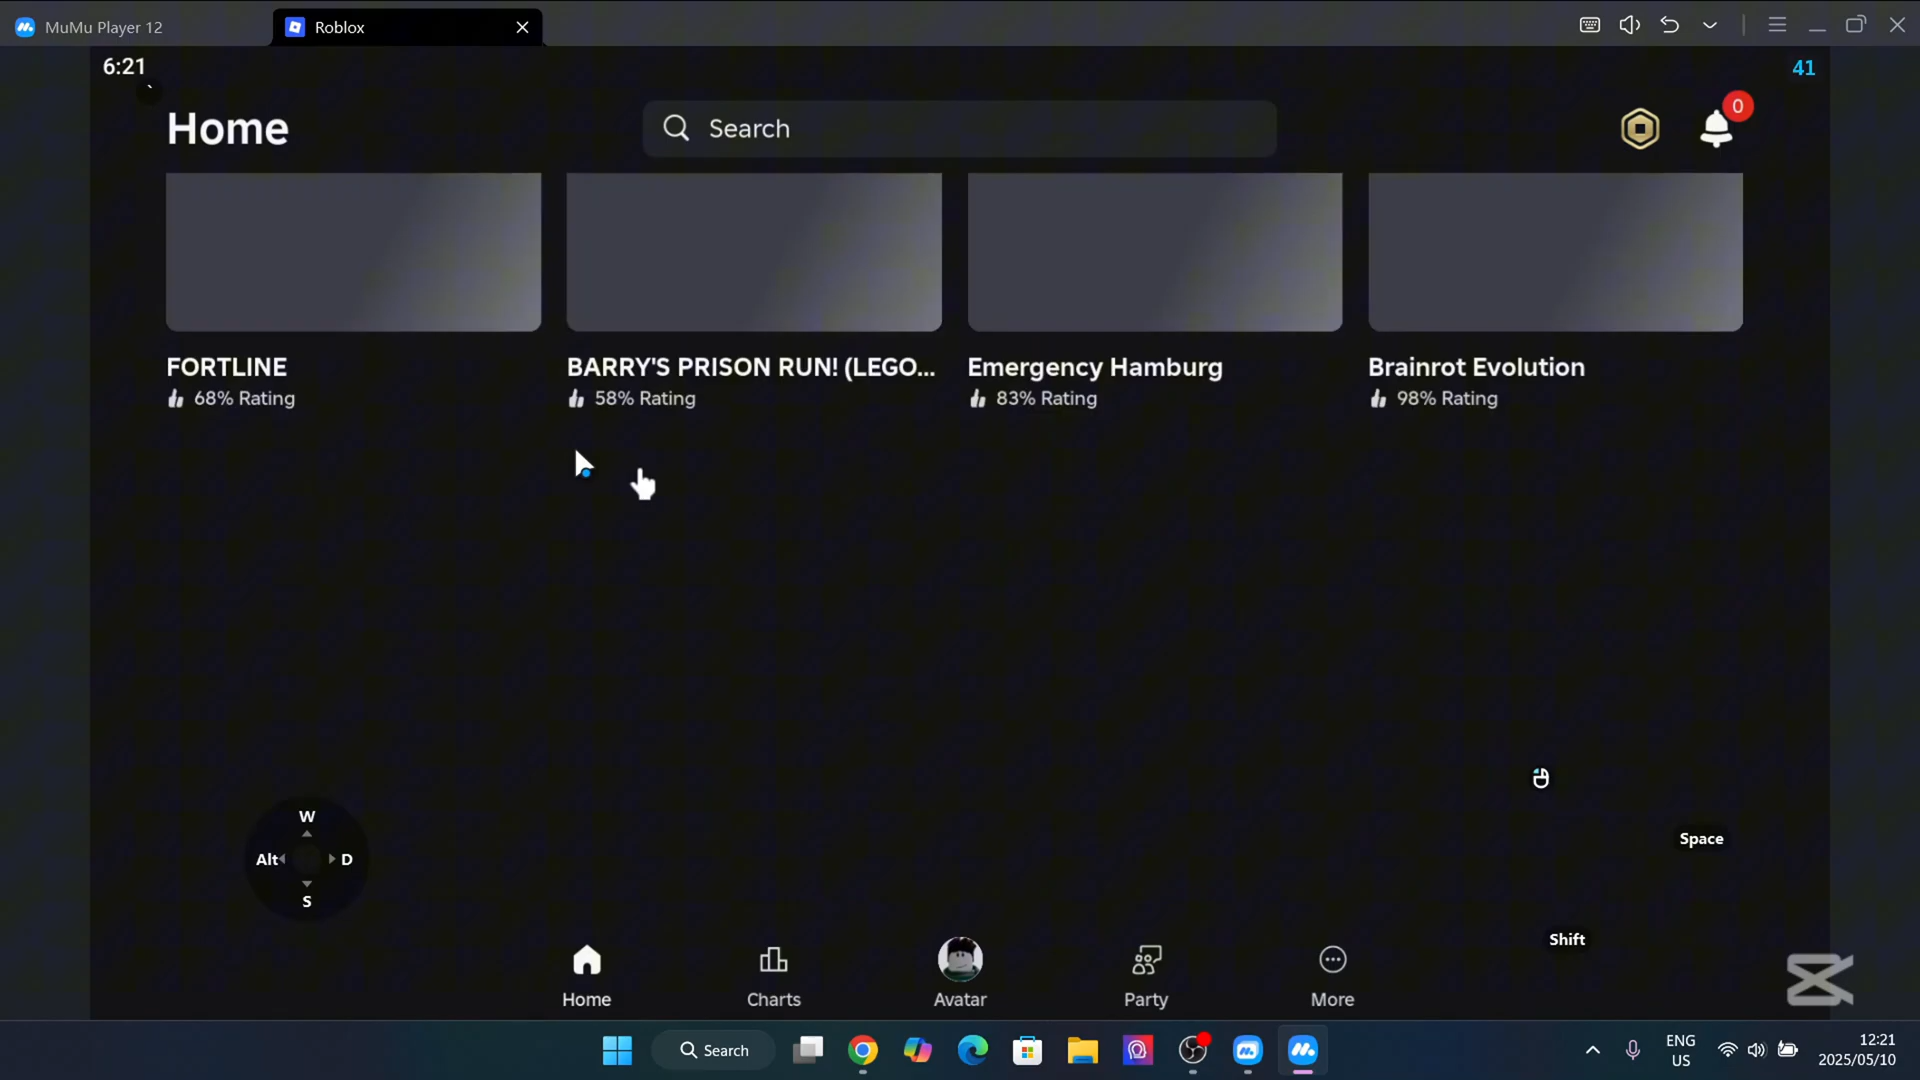 MuMu Player 12
Roblox
6:21
41
Home
Search
0
FORTLINE
BARRY'S PRISON RUN! (LEGO...
Emergency Hamburg
Brainrot Evolution
68% Rating
58% Rating
83% Rating
98% Rating
W
Alt
D
S
Space
Shift
Home
Charts
Avatar
Party
More
Search
ENG
US
12:21
2025/05/10